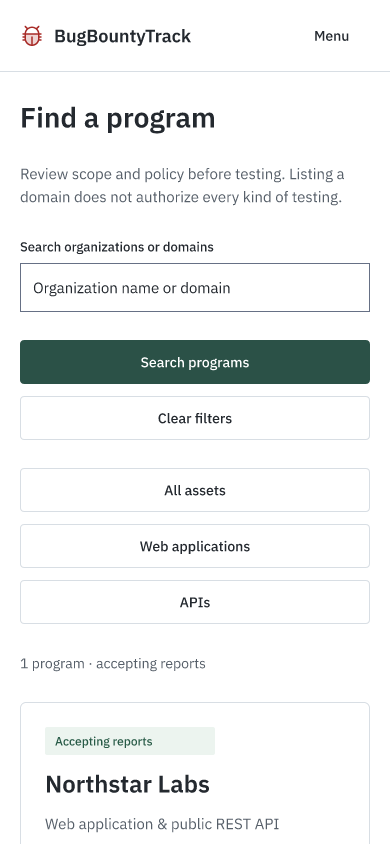 BugBountyTrack
Menu
Find a program
Review scope and policy before testing. Listing a
domain does not authorize every kind of testing.
Search organizations or domains
Organization name or domain
Search programs
Clear filters
All assets
Web applications
APIs
1 program · accepting reports
Accepting reports
Northstar Labs
Web application & public REST API